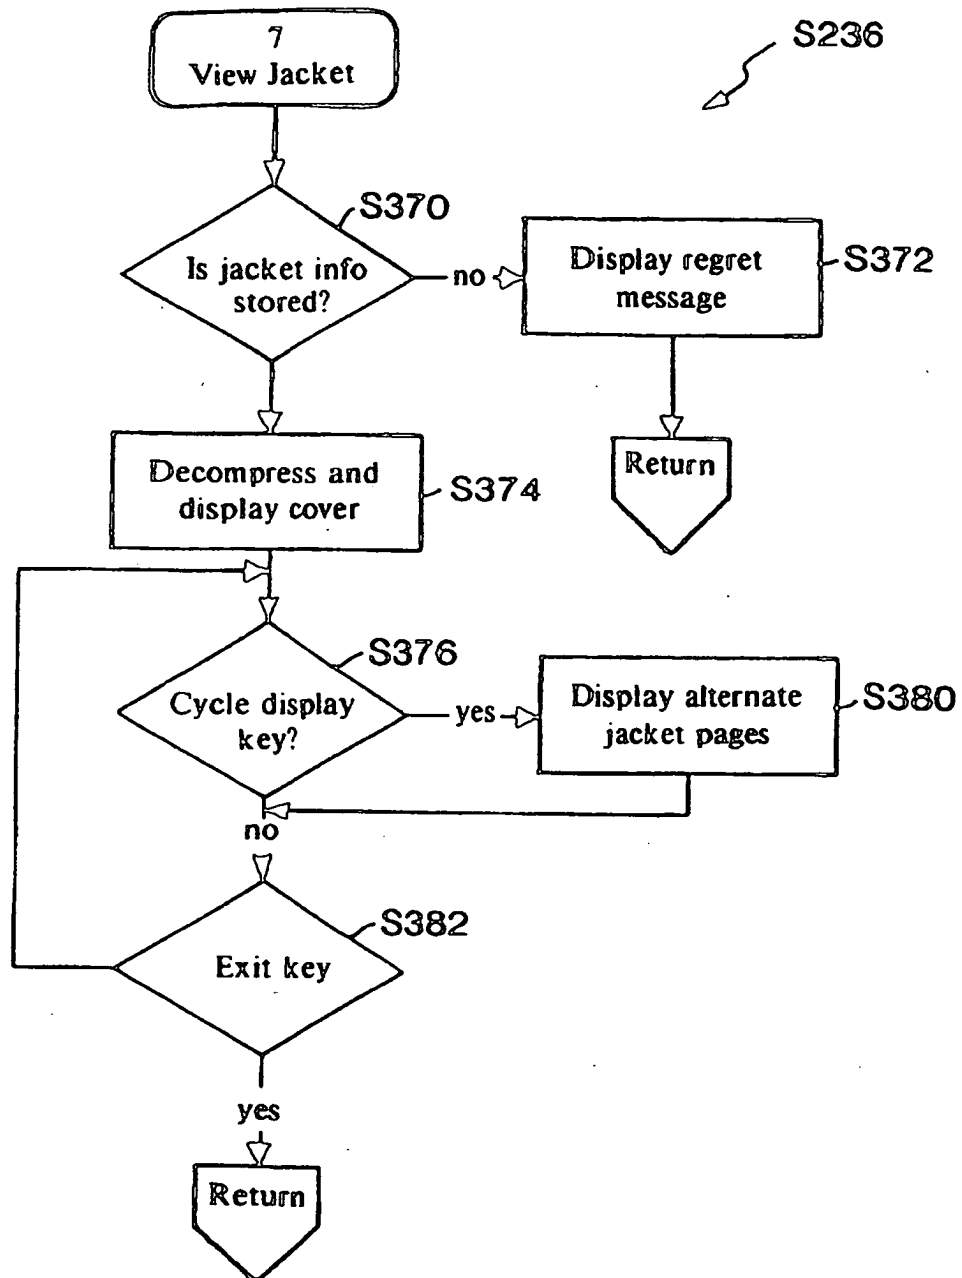 7
View Jacket
S236
S370
Is jacket info
stored?
no
Display regret
message
S372
Return
Decompress and
display cover
S374
S376
Cycle display
key?
yes
Display alternate
jacket pages
S380
no
S382
Exit key
yes
Return